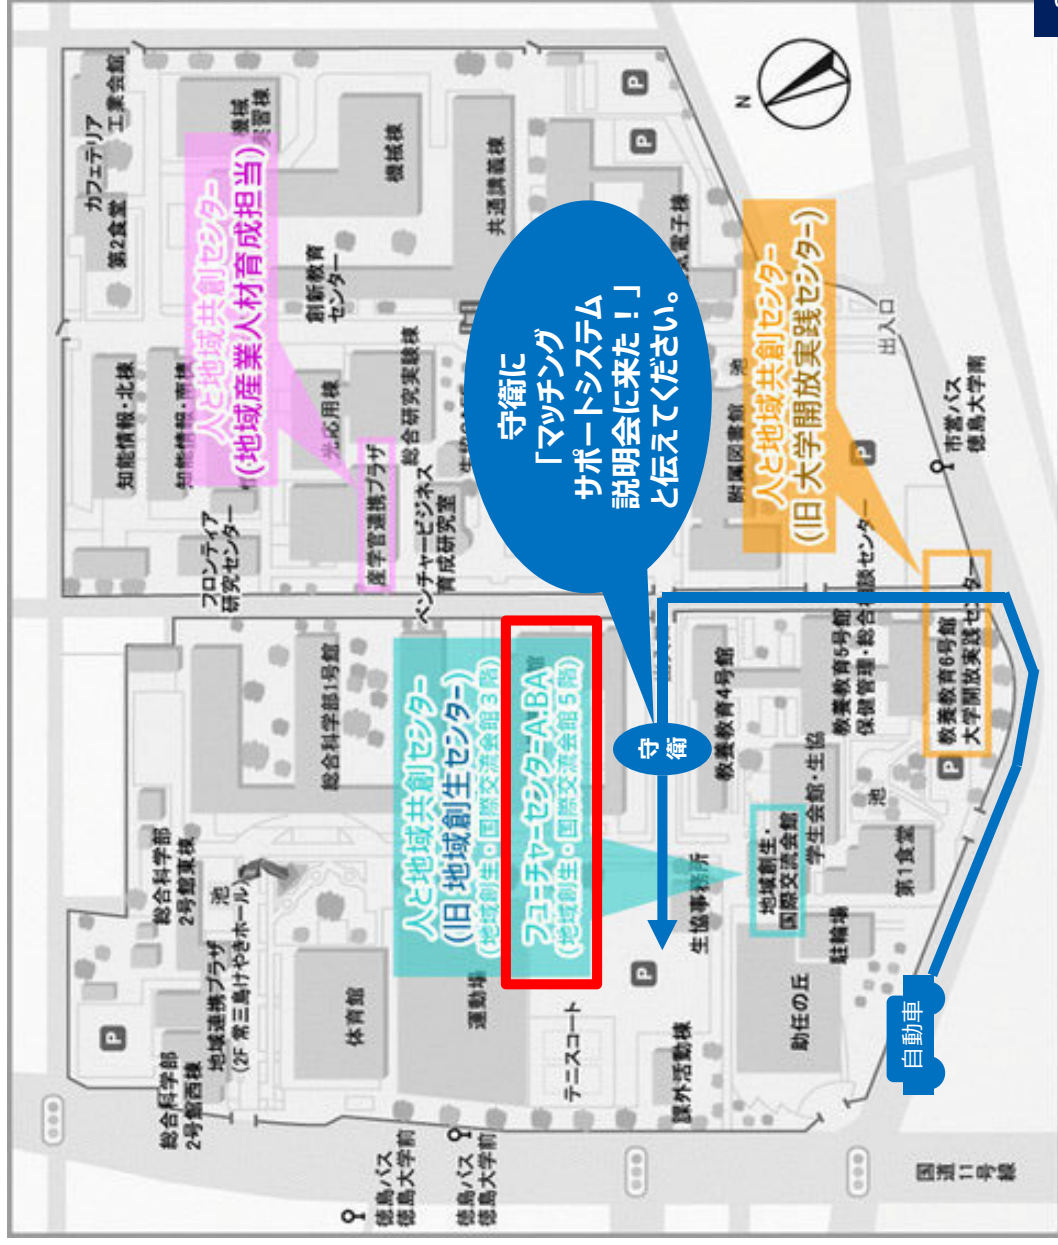 カフェテリア
工業会館
第2食堂
知能情報・北棟
機械
実習棟
人と地域共創センター
(地域産業人材育成担当)
機械棟
創新教育
センター
共通講義棟
フロンティア
研究センター
光応用棟
産学官連携プラザ
総合研究実験棟
ベンチャービジネス
育成研究室
守衛に
「マッチング
サポートシステム
説明会に来た！」
と伝えてください。
電子棟
附属図書館
池
人と地域共創センター
(旧 大学開放実践センター)
出入口
市営バス
徳島大学南
N
P
P
P
総合科学部
2号館東棟
総合科学部
2号館西棟
P
池
地域連携プラザ
(2F 常三島けやきホール)
総合科学部1号館
体育館
人と地域共創センター
(旧 地域創生センター)
(地域創生・国際交流会館３階)
フューチャーセンターA.BA
(地域創生・国際交流会館５階)
運動場
テニスコート
P
守衛
課外活動棟
生協事務所
教養教育4号館
地域創生・
国際交流会館
学生会館・生協
教養教育5号館
保健管理・総合相談センター
池
第1食堂
駐輪場
助任の丘
P
教養教育6号館
大学開放実践センター
自動車
徳島バス
徳島大学前
徳島バス
徳島大学前
国道11号線